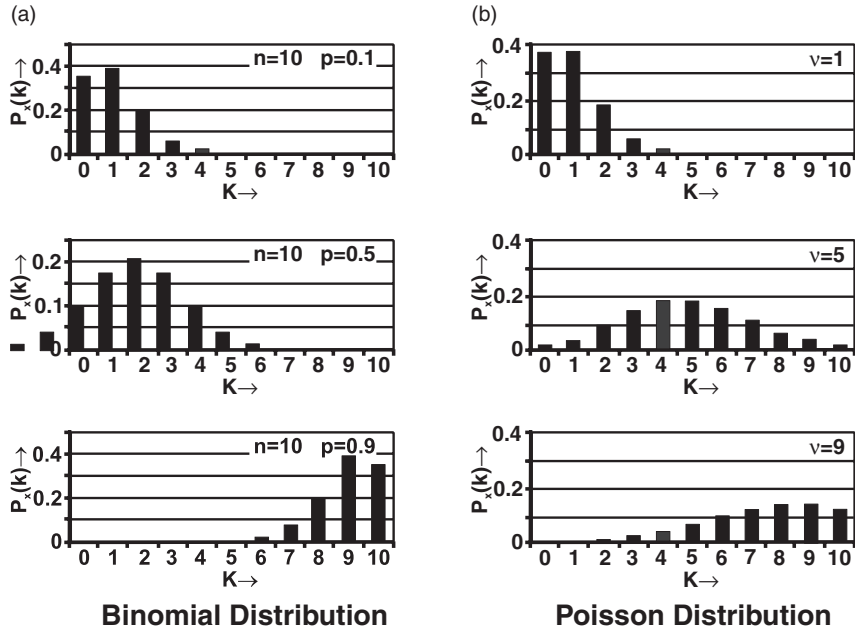 (a)
n=10 p=0.1
Pₓ(k)→
0.4
0.2
0
0 1 2 3 4 5 6 7 8 9 10
K→
n=10 p=0.5
Pₓ(k)→
0.2
0.1
0
0 1 2 3 4 5 6 7 8 9 10
K→
n=10 p=0.9
Pₓ(k)→
0.4
0.2
0
0 1 2 3 4 5 6 7 8 9 10
K→
Binomial Distribution
(b)
ν=1
Pₓ(k)→
0.4
0.2
0
0 1 2 3 4 5 6 7 8 9 10
K→
ν=5
Pₓ(k)→
0.4
0.2
0
0 1 2 3 4 5 6 7 8 9 10
K→
ν=9
Pₓ(k)→
0.4
0.2
0
0 1 2 3 4 5 6 7 8 9 10
K→
Poisson Distribution